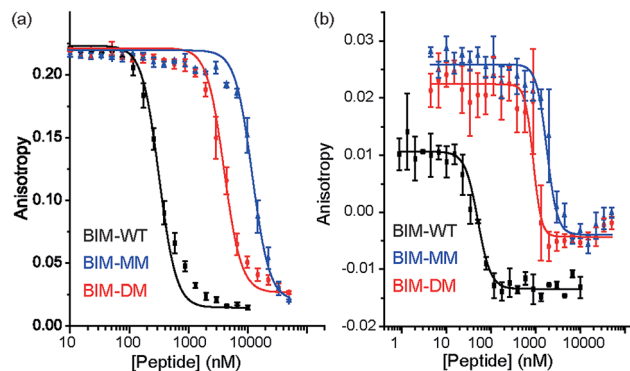 (a)
Anisotropy
0.20
0.15
0.10
0.05
0.00
BIM-WT
BIM-MM
BIM-DM
10 100 1000 10000
[Peptide] (nM)
(b)
Anisotropy
0.03
0.02
0.01
0.00
-0.01
-0.02
BIM-WT
BIM-MM
BIM-DM
1 10 100 1000 10000
[Peptide] (nM)